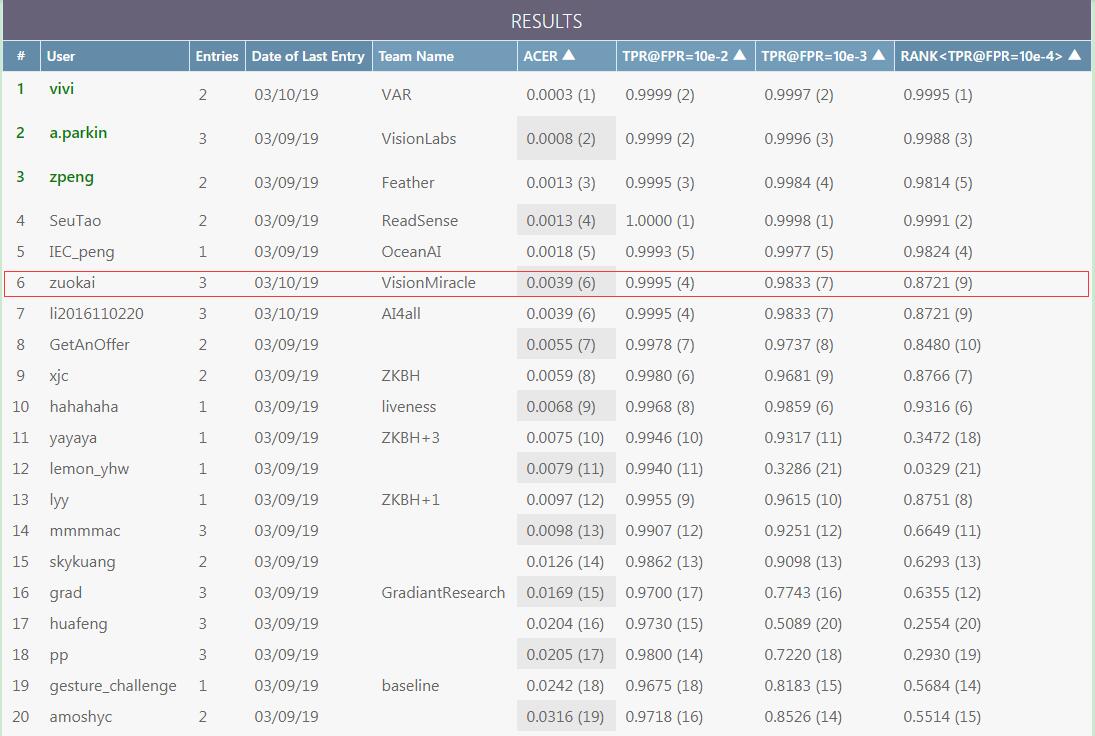 RESULTS
# User Entries Date of Last Entry Team Name ACER ▲ TPR@FPR=10e-2 ▲ TPR@FPR=10e-3 ▲ RANK<TPR@FPR=10e-4> ▲
1 vivi 2 03/10/19 VAR 0.0003 (1) 0.9999 (2) 0.9997 (2) 0.9995 (1)
2 a.parkin 3 03/09/19 VisionLabs 0.0008 (2) 0.9999 (2) 0.9996 (3) 0.9988 (3)
3 zpeng 2 03/09/19 Feather 0.0013 (3) 0.9995 (3) 0.9984 (4) 0.9814 (5)
4 SeuTao 2 03/09/19 ReadSense 0.0013 (4) 1.0000 (1) 0.9998 (1) 0.9991 (2)
5 IEC_peng 1 03/09/19 OceanAI 0.0018 (5) 0.9993 (5) 0.9977 (5) 0.9824 (4)
6 zuokai 3 03/10/19 VisionMiracle 0.0039 (6) 0.9995 (4) 0.9833 (7) 0.8721 (9)
7 li2016110220 3 03/10/19 AI4all 0.0039 (6) 0.9995 (4) 0.9833 (7) 0.8721 (9)
8 GetAnOffer 2 03/09/19 0.0055 (7) 0.9978 (7) 0.9737 (8) 0.8480 (10)
9 xjc 2 03/09/19 ZKBH 0.0059 (8) 0.9980 (6) 0.9681 (9) 0.8766 (7)
10 hahahaha 1 03/09/19 liveness 0.0068 (9) 0.9968 (8) 0.9859 (6) 0.9316 (6)
11 yayaya 1 03/09/19 ZKBH+3 0.0075 (10) 0.9946 (10) 0.9317 (11) 0.3472 (18)
12 lemon_yhw 1 03/09/19 0.0079 (11) 0.9940 (11) 0.3286 (21) 0.0329 (21)
13 lyy 1 03/09/19 ZKBH+1 0.0097 (12) 0.9955 (9) 0.9615 (10) 0.8751 (8)
14 mmmmac 3 03/09/19 0.0098 (13) 0.9907 (12) 0.9251 (12) 0.6649 (11)
15 skykuang 2 03/09/19 0.0126 (14) 0.9862 (13) 0.9098 (13) 0.6293 (13)
16 grad 3 03/09/19 GradiantResearch 0.0169 (15) 0.9700 (17) 0.7743 (16) 0.6355 (12)
17 huafeng 3 03/09/19 0.0204 (16) 0.9730 (15) 0.5089 (20) 0.2554 (20)
18 pp 3 03/09/19 0.0205 (17) 0.9800 (14) 0.7220 (18) 0.2930 (19)
19 gesture_challenge 1 03/09/19 baseline 0.0242 (18) 0.9675 (18) 0.8183 (15) 0.5684 (14)
20 amoshyc 2 03/09/19 0.0316 (19) 0.9718 (16) 0.8526 (14) 0.5514 (15)